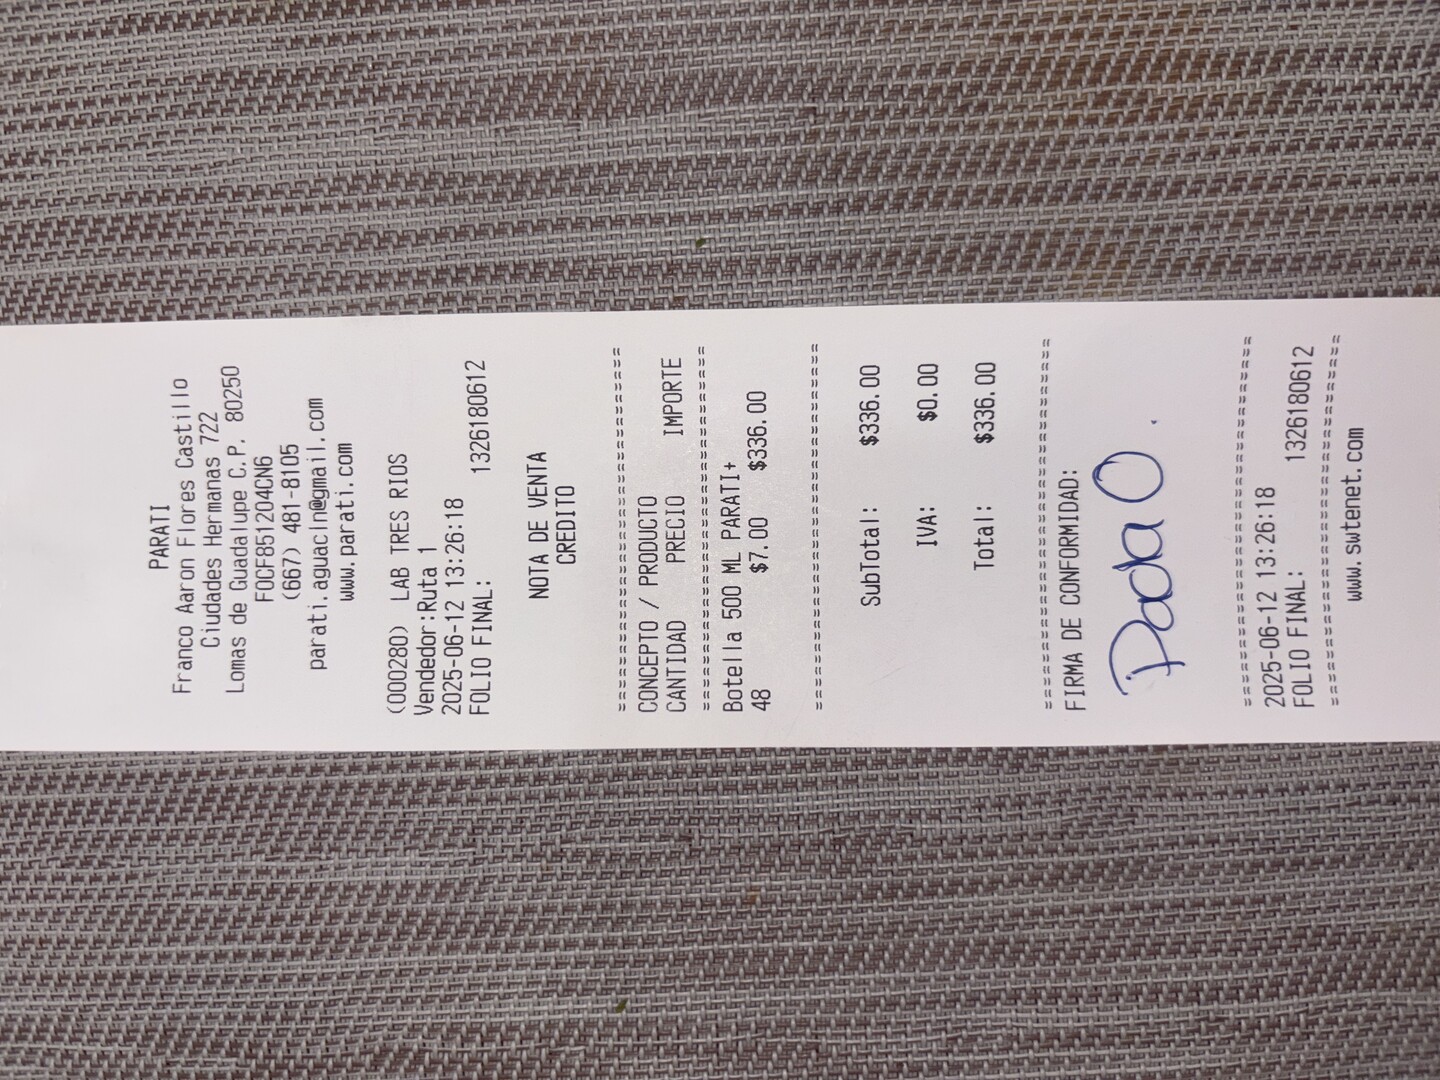 PARATI
Franco Aaron Flores Castillo
Ciudades Hermanas 722
Lomas de Guadalupe C.P. 80250
FOCF851204CN6
(667) 481-8105
parati.aguacln@gmail.com
www.parati.com
(000280) LAB TRES RIOS
Vendedor:Ruta 1
2025-06-12 13:26:18
FOLIO FINAL: 1326180612
NOTA DE VENTA
CREDITO
================================
CONCEPTO / PRODUCTO
CANTIDAD PRECIO IMPORTE
================================
Botella 500 ML PARATI+
48 $7.00 $336.00
================================
SubTotal: $336.00
IVA: $0.00
Total: $336.00
================================
FIRMA DE CONFORMIDAD:
================================
2025-06-12 13:26:18
FOLIO FINAL: 1326180612
================================
www.swtenet.com